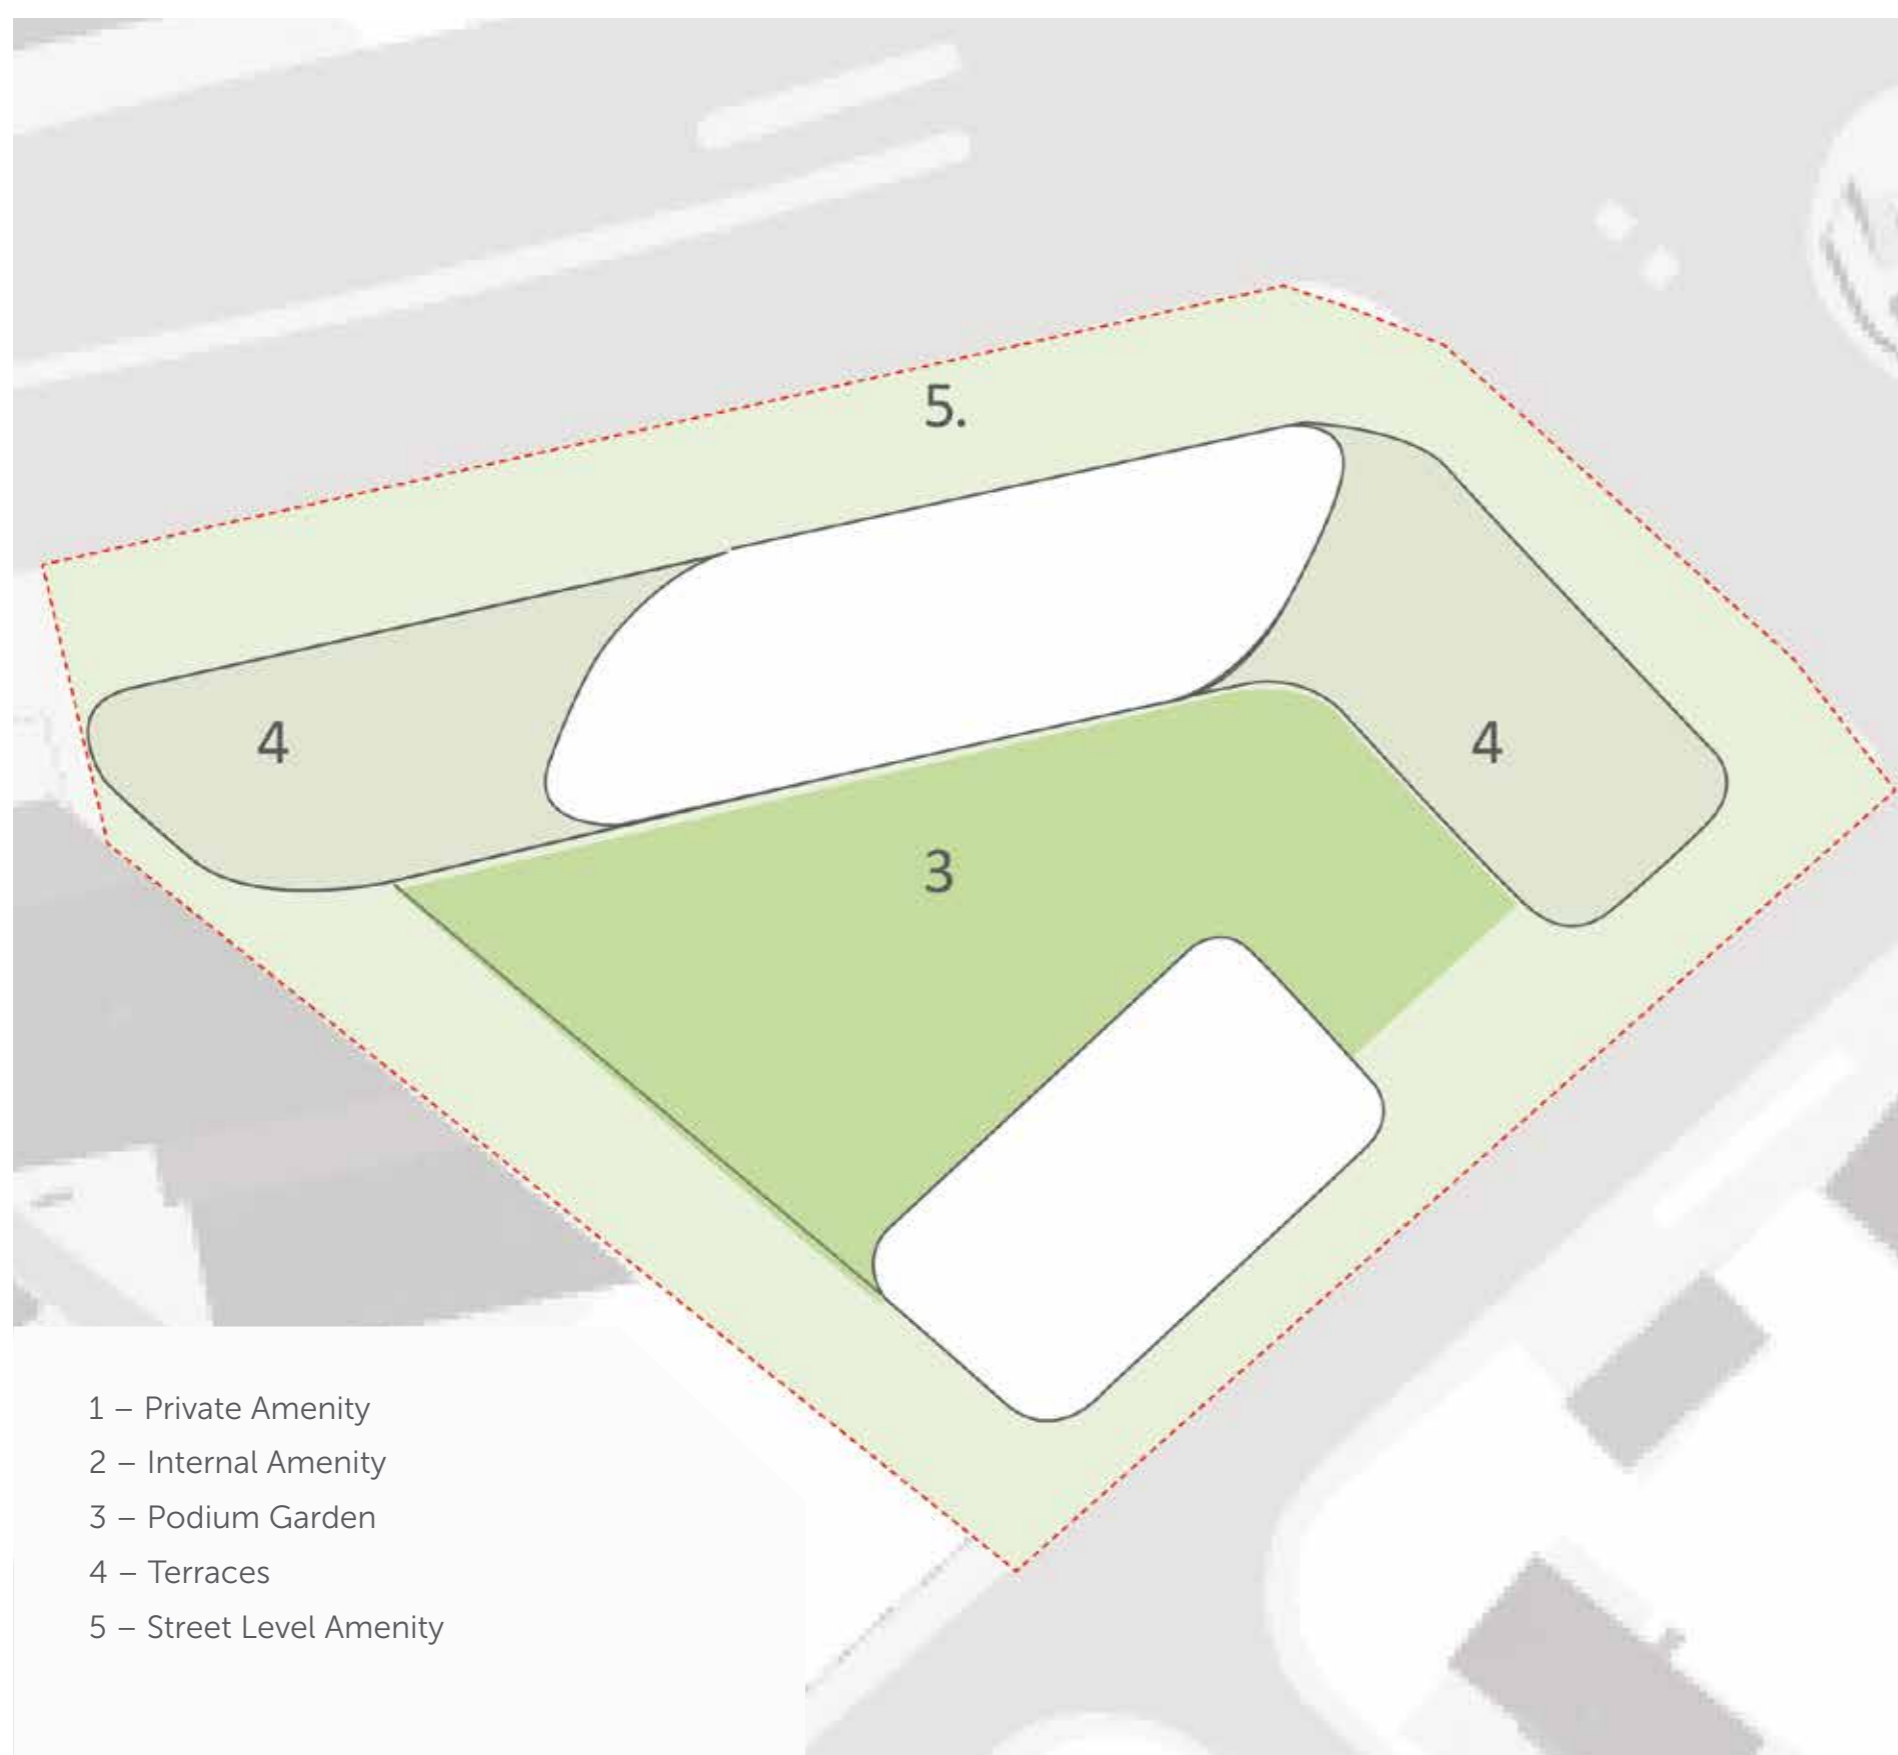 5.
4
4
3
1 – Private Amenity
2 – Internal Amenity
3 – Podium Garden
4 – Terraces
5 – Street Level Amenity